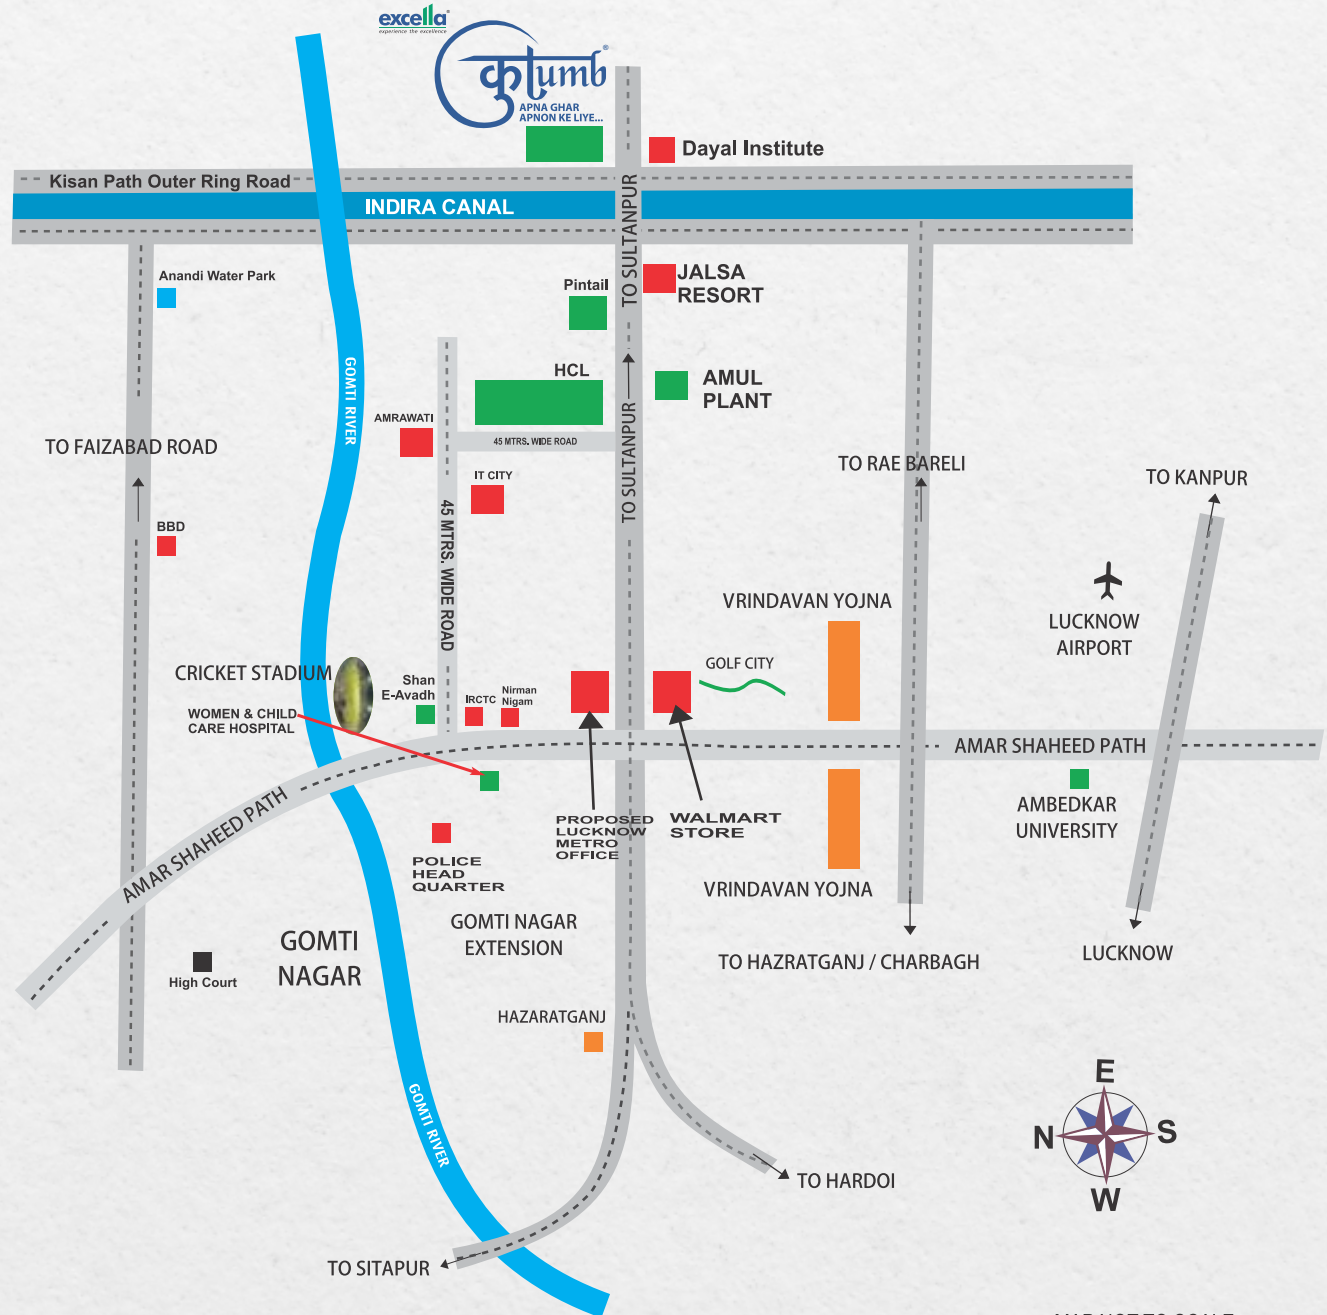 excella
experience the excellence
कुटुmb
APNA GHAR
APNON KE LIYE...
Dayal Institute
Kisan Path Outer Ring Road
INDIRA CANAL
TO SULTANPUR
Anandi Water Park
Pintail
JALSA
RESORT
GOMTI RIVER
HCL
AMUL
PLANT
AMRAWATI
45 MTRS. WIDE ROAD
TO SULTANPUR
TO FAIZABAD ROAD
TO RAE BARELI
IT CITY
TO KANPUR
45 MTRS. WIDE ROAD
BBD
VRINDAVAN YOJNA
LUCKNOW
AIRPORT
CRICKET STADIUM
GOLF CITY
Shan
E-Avadh
IRCTC
Nirman
Nigam
WOMEN & CHILD
CARE HOSPITAL
AMAR SHAHEED PATH
AMAR SHAHEED PATH
PROPOSED
LUCKNOW
METRO
OFFICE
WALMART
STORE
AMBEDKAR
UNIVERSITY
POLICE
HEAD
QUARTER
VRINDAVAN YOJNA
GOMTI NAGAR
EXTENSION
GOMTI
NAGAR
High Court
TO HAZRATGANJ / CHARBAGH
LUCKNOW
HAZARATGANJ
GOMTI RIVER
E
N
S
W
TO HARDOI
TO SITAPUR